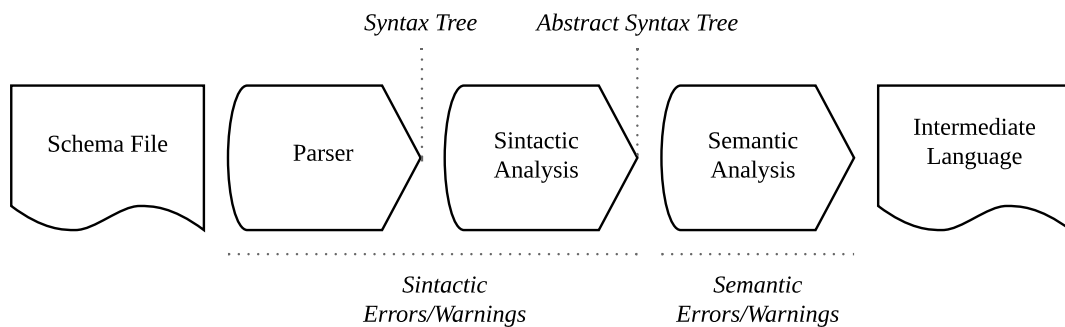 Syntax Tree
Abstract Syntax Tree
Schema File
Parser
Sintactic
Analysis
Semantic
Analysis
Intermediate
Language
Sintactic
Errors/Warnings
Semantic
Errors/Warnings